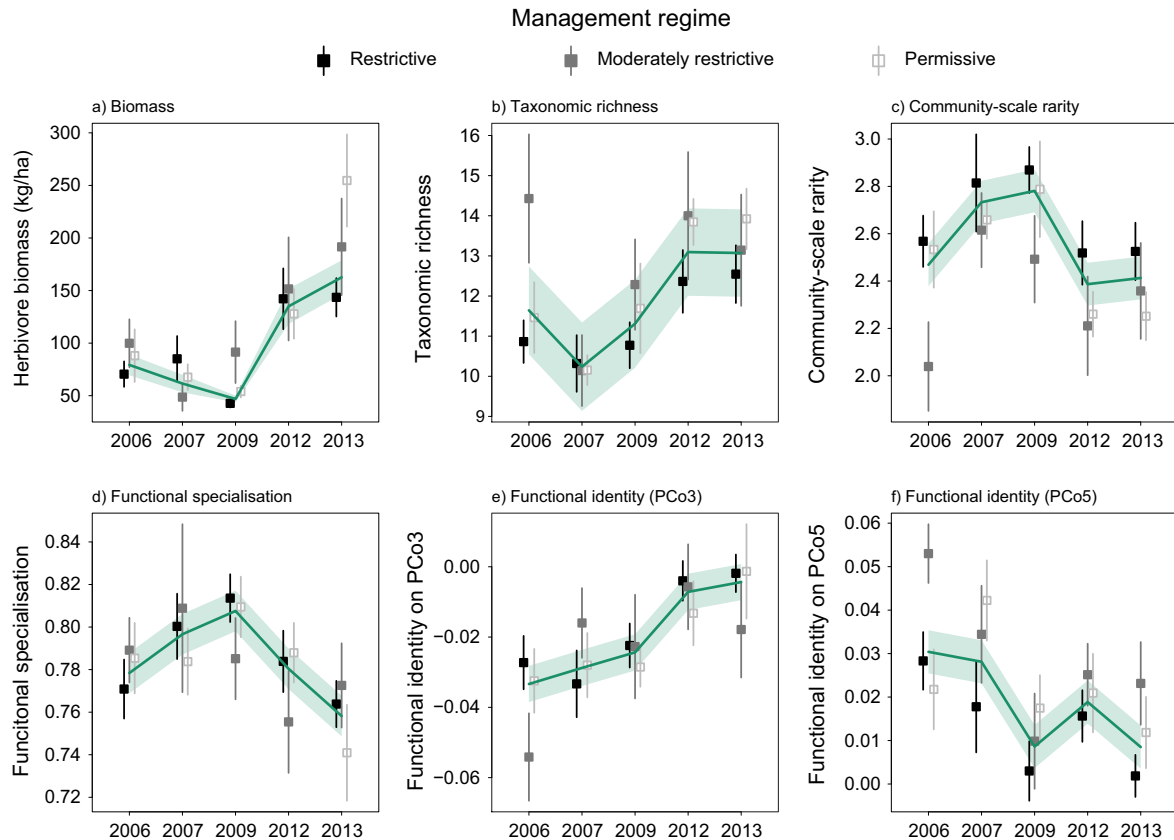 Management regime
Restrictive
Moderately restrictive
Permissive
a) Biomass
b) Taxonomic richness
c) Community-scale rarity
Herbivore biomass (kg/ha)
300
250
200
150
100
50
2006 2007 2009 2012 2013
Taxonomic richness
16
15
14
13
12
11
10
9
2006 2007 2009 2012 2013
Community-scale rarity
3.0
2.8
2.6
2.4
2.2
2.0
2006 2007 2009 2012 2013
d) Functional specialisation
e) Functional identity (PCo3)
f) Functional identity (PCo5)
Funcitonal specialisation
0.84
0.82
0.80
0.78
0.76
0.74
0.72
2006 2007 2009 2012 2013
Functional identity on PCo3
0.00
−0.02
−0.04
−0.06
2006 2007 2009 2012 2013
Functional identity on PCo5
0.06
0.05
0.04
0.03
0.02
0.01
0.00
2006 2007 2009 2012 2013